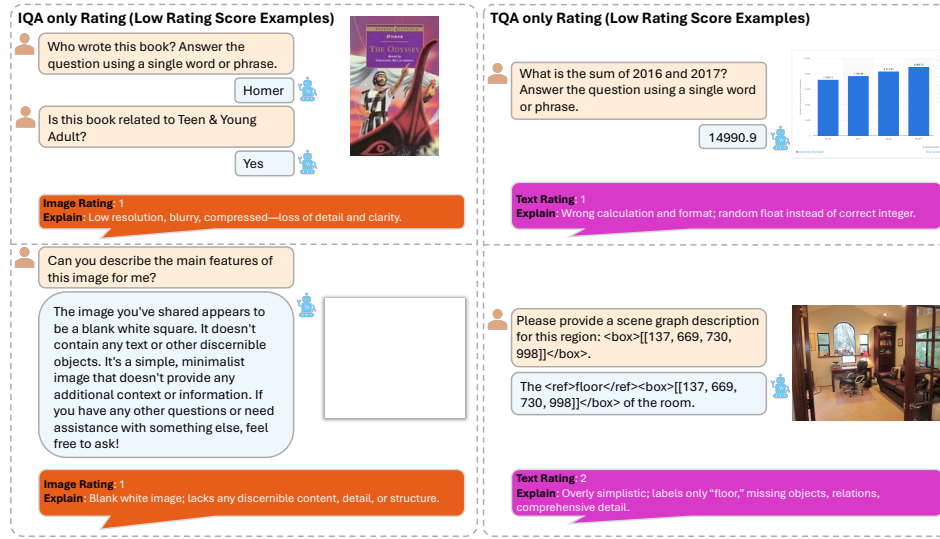 IQA only Rating (Low Rating Score Examples)
Who wrote this book? Answer the
question using a single word or phrase.
Homer
Is this book related to Teen & Young
Adult?
Yes
HOMER
THE ODYSSEY
Image Rating: 1
Explain: Low resolution, blurry, compressed—loss of detail and clarity.
Can you describe the main features of
this image for me?
The image you've shared appears to
be a blank white square. It doesn't
contain any text or other discernible
objects. It's a simple, minimalist
image that doesn't provide any
additional context or information. If
you have any other questions or need
assistance with something else, feel
free to ask!
Image Rating: 1
Explain: Blank white image; lacks any discernible content, detail, or structure.
TQA only Rating (Low Rating Score Examples)
What is the sum of 2016 and 2017?
Answer the question using a single word
or phrase.
14990.9
Text Rating: 1
Explain: Wrong calculation and format; random float instead of correct integer.
Please provide a scene graph description
for this region: <box>[[137, 669, 730,
998]]</box>.
The <ref>floor</ref><box>[[137, 669,
730, 998]]</box> of the room.
Text Rating: 2
Explain: Overly simplistic; labels only “floor,” missing objects, relations,
comprehensive detail.